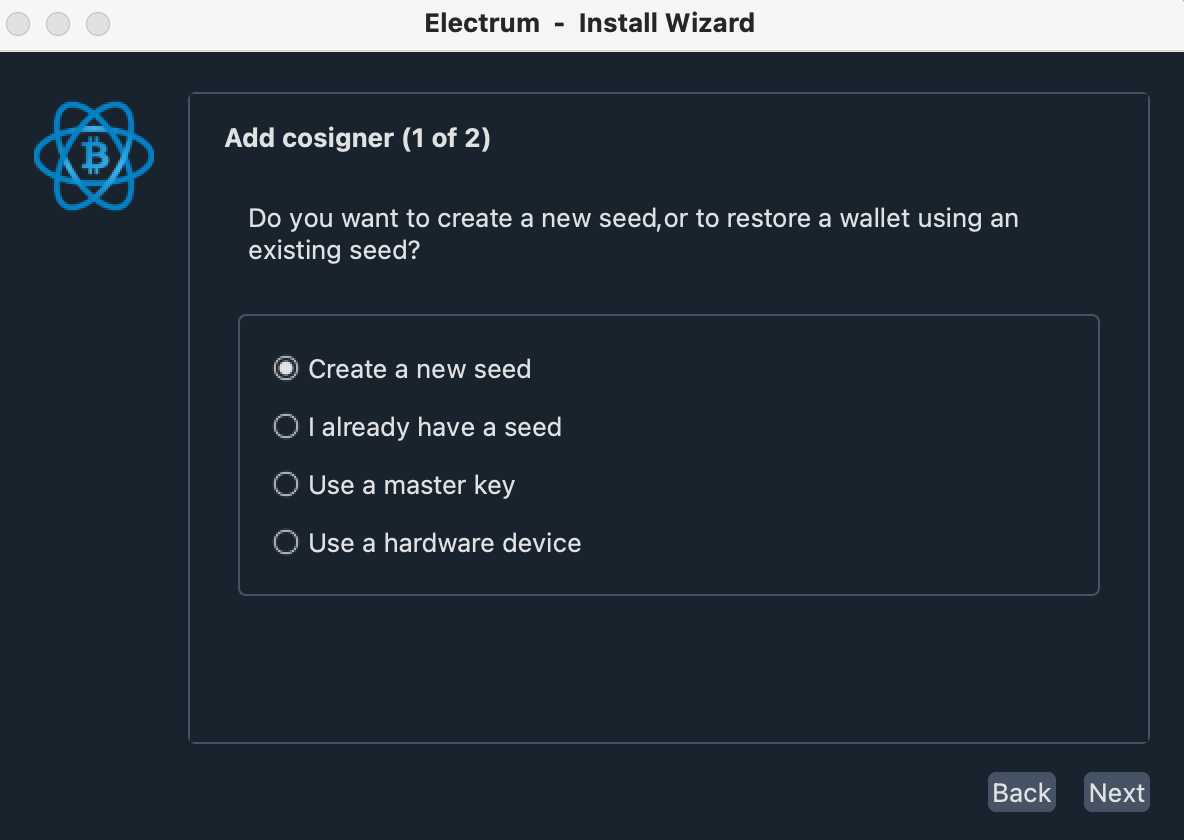 Electrum - Install Wizard
Add cosigner (1 of 2)
Do you want to create a new seed,or to restore a wallet using an
existing seed?
Create a new seed
I already have a seed
Use a master key
Use a hardware device
Back
Next